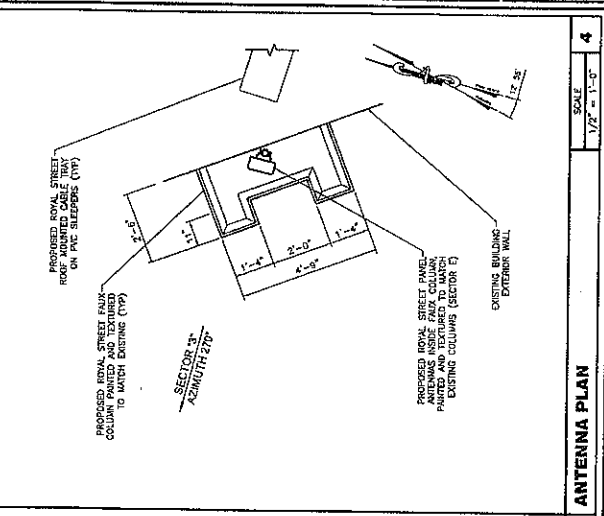 PROPOSED ROYAL STREET
ROOF MOUNTED CABLE TRAY
ON PVC SLEEPERS (TYP)
PROPOSED ROYAL STREET FAUX
COLUMN PAINTED AND TEXTURED
TO MATCH EXISTING (TYP)
2'-6"
11"
1'-4"
2'-0"
1'-4"
4'-9"
SECTOR "3"
AZIMUTH 270°
PROPOSED ROYAL STREET PANEL
ANTENNAS INSIDE FAUX COLUMN,
PAINTED AND TEXTURED TO MATCH
EXISTING COLUMNS (SECTOR E)
EXISTING BUILDING
EXTERIOR WALL
ANTENNA PLAN
SCALE
1/2" = 1'-0"
4